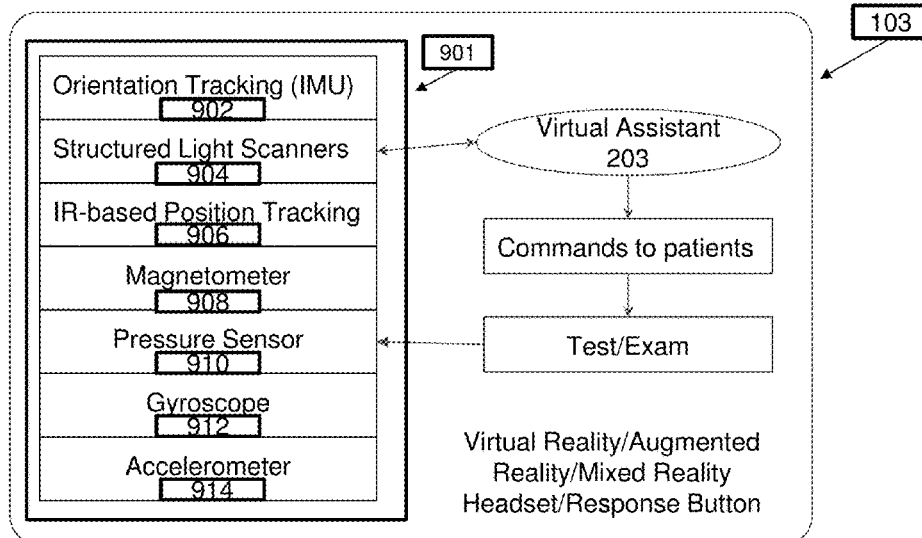 103
901
Orientation Tracking (IMU)
902
Structured Light Scanners
904
IR-based Position Tracking
906
Magnetometer
908
Pressure Sensor
910
Gyroscope
912
Accelerometer
914
Virtual Assistant
203
Commands to patients
Test/Exam
Virtual Reality/Augmented
Reality/Mixed Reality
Headset/Response Button